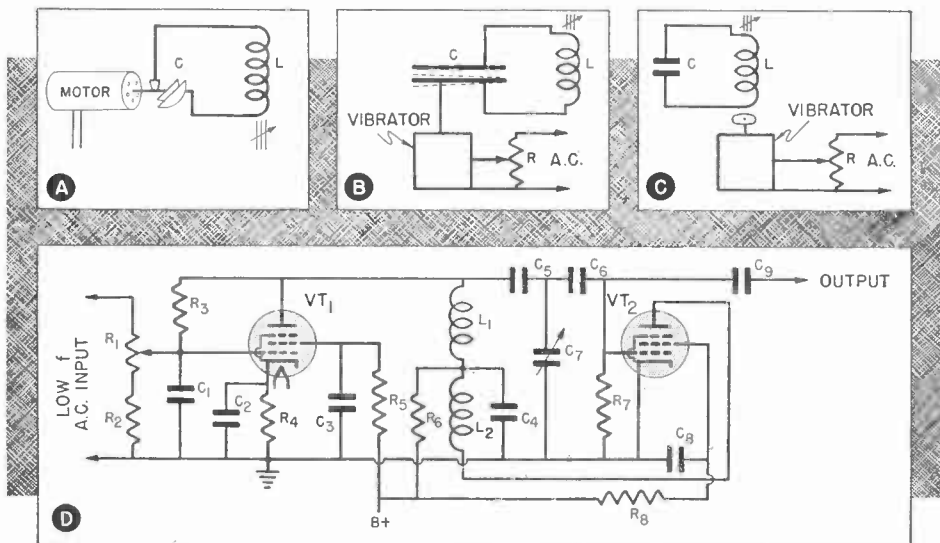 MOTOR
C
L
A
C
L
VIBRATOR
R
A.C.
B
C
L
VIBRATOR
R
A.C.
C
LOW f
A.C. INPUT
R1
R2
R3
C1
C2
R4
VT1
C3
R5
R6
L1
L2
C4
C5
C6
C7
R7
VT2
C8
C9
OUTPUT
R8
B+
D